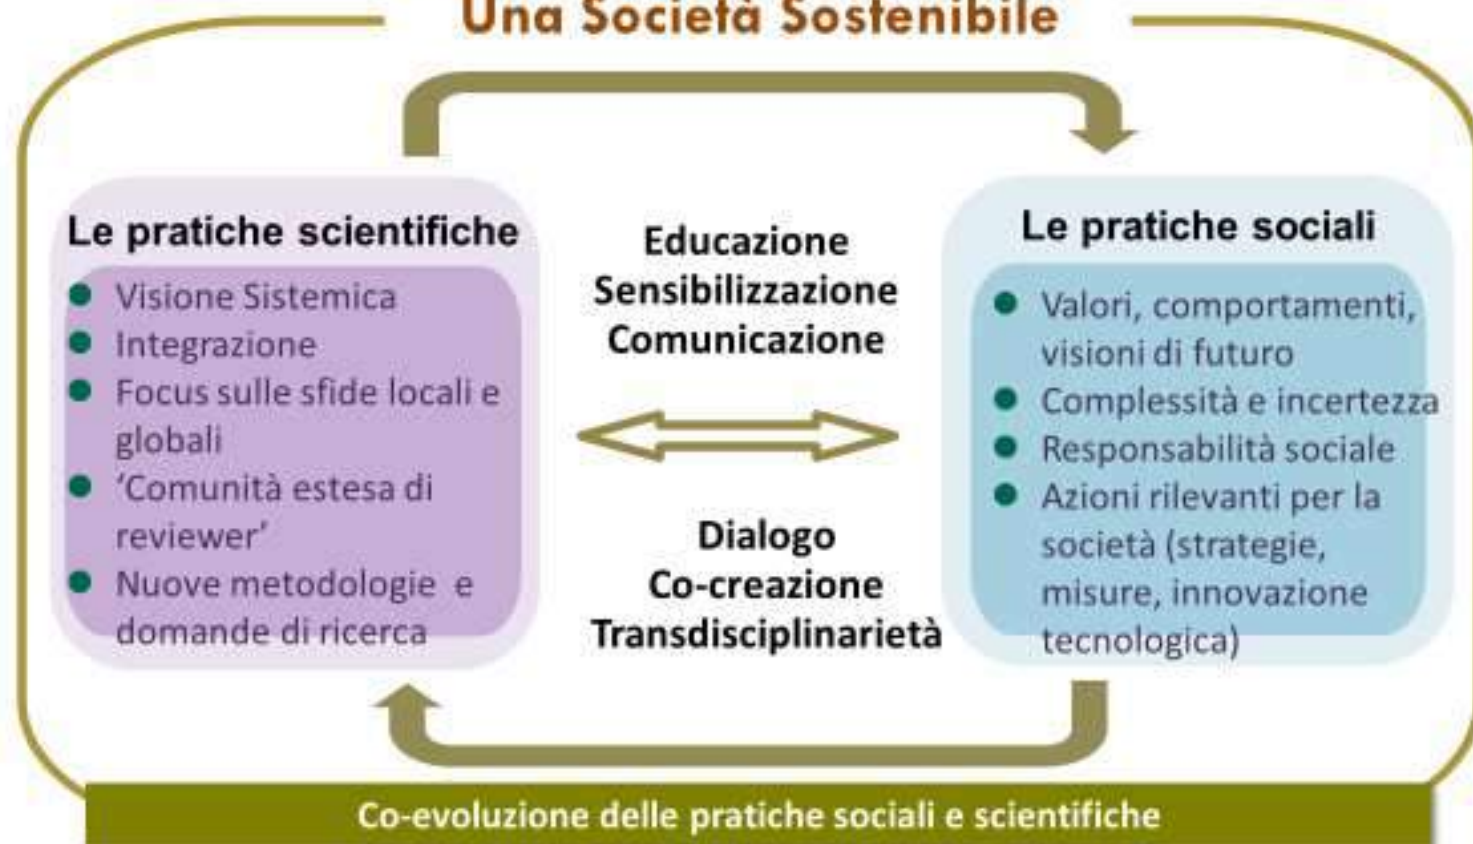 Una Società Sostenibile
Le pratiche scientifiche
Visione Sistemica
Integrazione
Focus sulle sfide locali e
globali
‘Comunità estesa di
reviewer’
Nuove metodologie e
domande di ricerca
Educazione
Sensibilizzazione
Comunicazione
Dialogo
Co-creazione
Transdisciplinarietà
Le pratiche sociali
Valori, comportamenti,
visioni di futuro
Complessità e incertezza
Responsabilità sociale
Azioni rilevanti per la
società (strategie,
misure, innovazione
tecnologica)
Co-evoluzione delle pratiche sociali e scientifiche